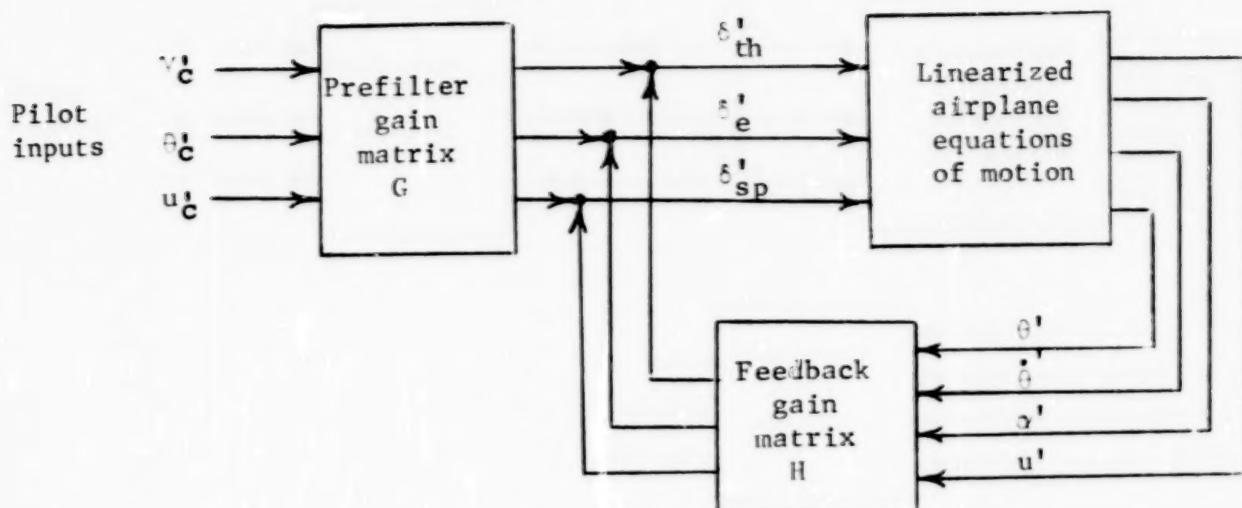 Pilot
inputs
γ'c
θ'c
u'c
Prefilter
gain
matrix
G
δ'th
δ'e
δ'sp
Linearized
airplane
equations
of motion
Feedback
gain
matrix
H
θ'
θ̇'
α'
u'